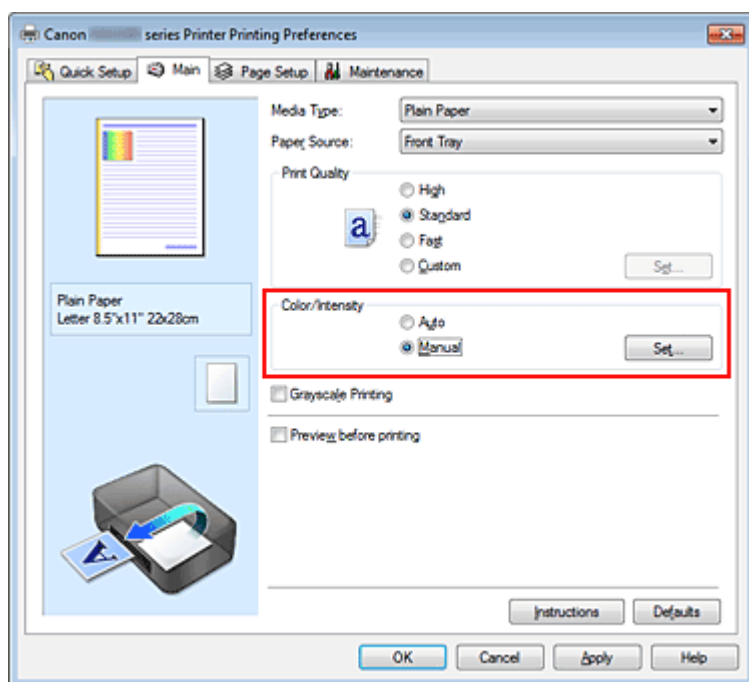 Canon series Printer Printing Preferences
Quick Setup Main Page Setup Maintenance
Media Type: Plain Paper
Paper Source: Front Tray
Print Quality
High
a
Standard
Fast
Custom Set...
Plain Paper
Letter 8.5"x11" 22x28cm
Color/Intensity
Auto
Manual Set...
Grayscale Printing
Preview before printing
A
Instructions Defaults
OK Cancel Apply Help